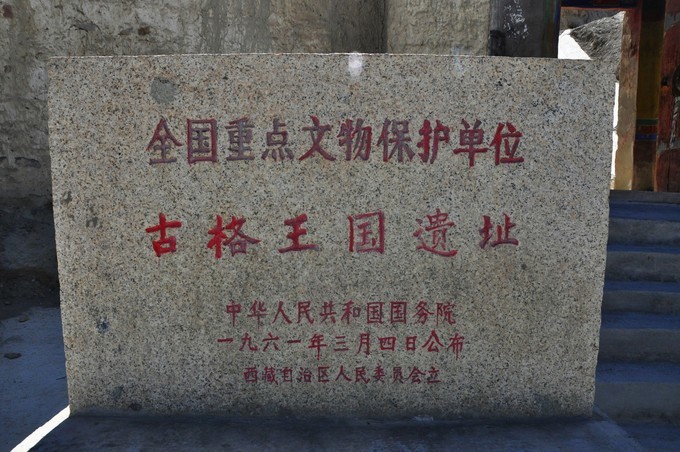 全国重点文物保护单位
古格王国遗址
中华人民共和国国务院
一九六一年三月四日公布
西藏自治区人民委员会立